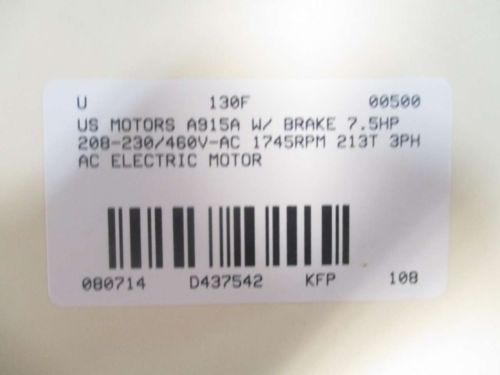 U 130F 00500
US MOTORS A915A W/ BRAKE 7.5HP
208-230/460V-AC 1745RPM 213T 3PH
AC ELECTRIC MOTOR
080714 D437542 KFP 108